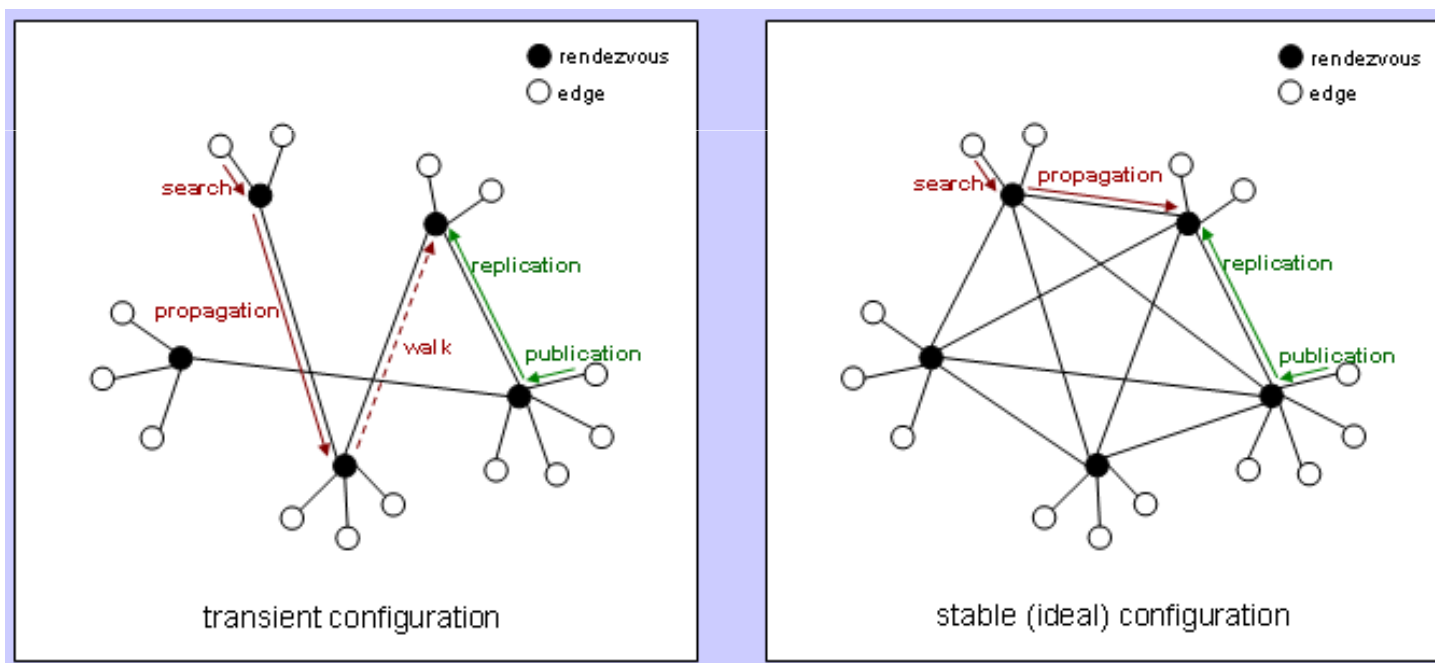 rendezvous
edge
search
replication
propagation
walk
publication
transient configuration
rendezvous
edge
propagation
search
replication
publication
stable (ideal) configuration